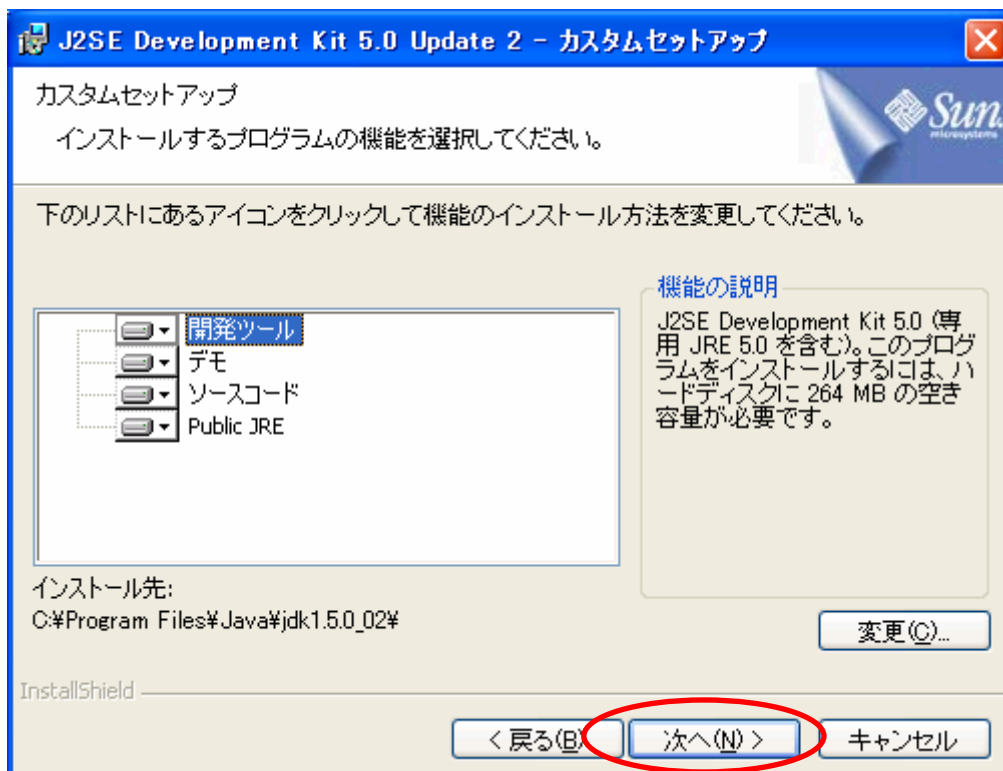 J2SE Development Kit 5.0 Update 2 - カスタムセットアップ
カスタムセットアップ
インストールするプログラムの機能を選択してください。
Sun
microsystems
下のリストにあるアイコンをクリックして機能のインストール方法を変更してください。
開発ツール
デモ
ソースコード
Public JRE
機能の説明
J2SE Development Kit 5.0 (専
用 JRE 5.0 を含む)。このプログ
ラムをインストールするには、ハ
ードディスクに 264 MB の空き
容量が必要です。
インストール先:
C:¥Program Files¥Java¥jdk1.5.0_02¥
変更(C)...
InstallShield
< 戻る(B)
次へ(N) >
キャンセル